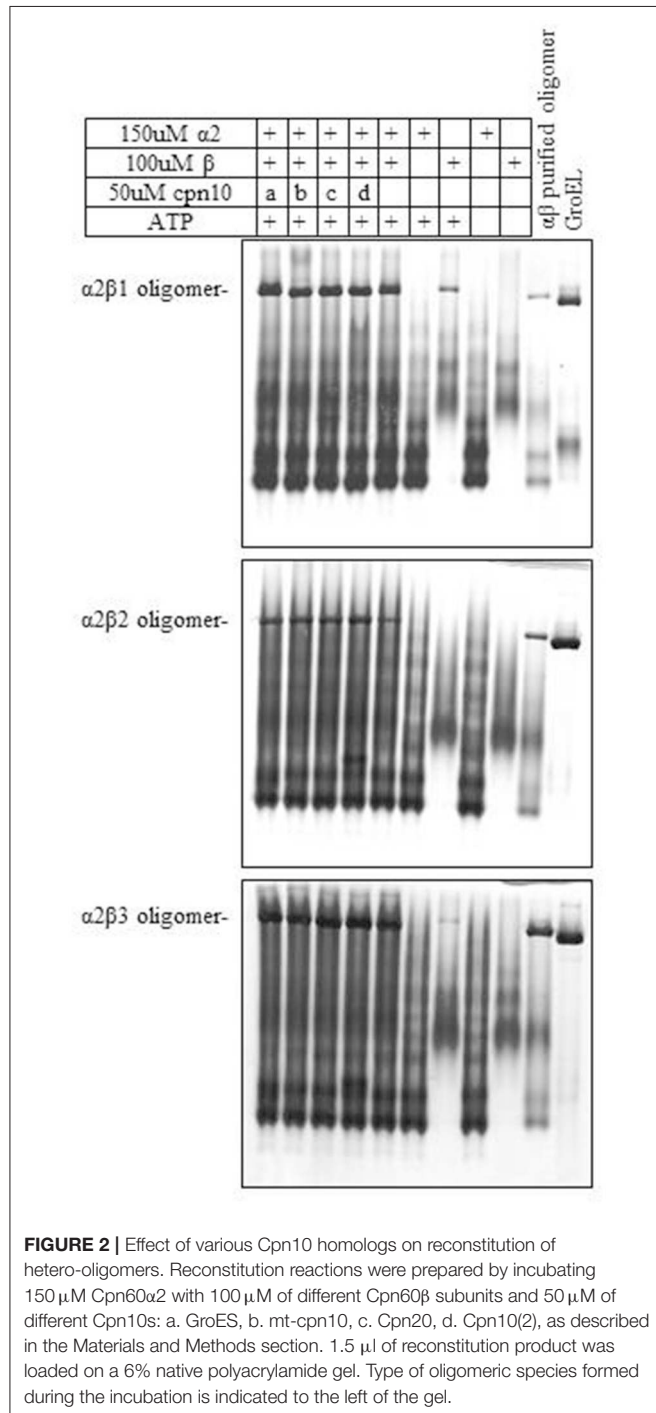 αβ purified oligomer
GroEL
150uM α2 + + + + + + +
100uM β + + + + + + +
50uM cpn10 a b c d
ATP + + + + + + +
α2β1 oligomer-
α2β2 oligomer-
α2β3 oligomer-
FIGURE 2 | Effect of various Cpn10 homologs on reconstitution of
hetero-oligomers. Reconstitution reactions were prepared by incubating
150 μM Cpn60α2 with 100 μM of different Cpn60β subunits and 50 μM of
different Cpn10s: a. GroES, b. mt-cpn10, c. Cpn20, d. Cpn10(2), as described
in the Materials and Methods section. 1.5 μl of reconstitution product was
loaded on a 6% native polyacrylamide gel. Type of oligomeric species formed
during the incubation is indicated to the left of the gel.